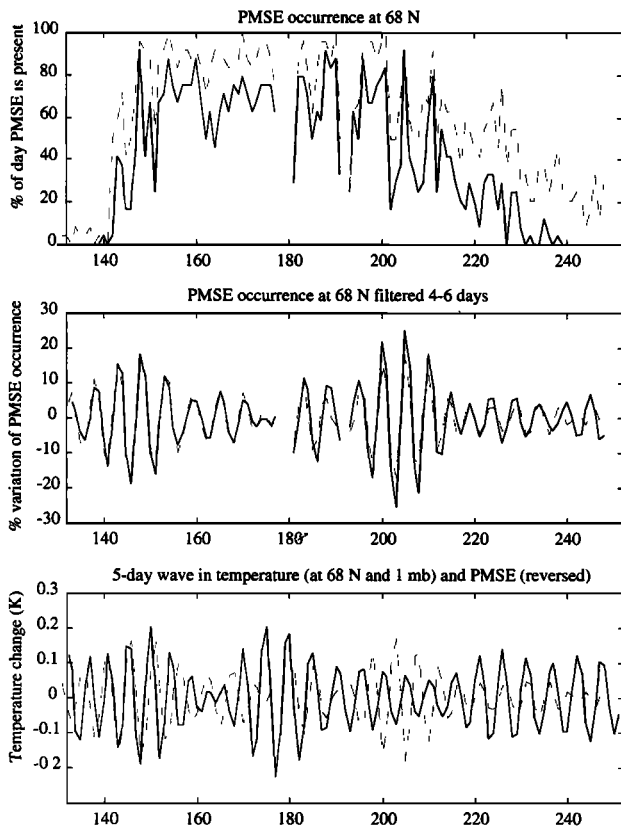 PMSE occurrence at 68 N
% of day PMSE is present
100
80
60
40
20
0
140 160 180 200 220 240
PMSE occurrence at 68 N filtered 4-6 days
% variation of PMSE occurrence
30
20
10
0
-10
-20
-30
140 160 180 200 220 240
5-day wave in temperature (at 68 N and 1 mb) and PMSE (reversed)
Temperature change (K)
0.3
0.2
0.1
0
-0.1
-0 2
140 160 180 200 220 240